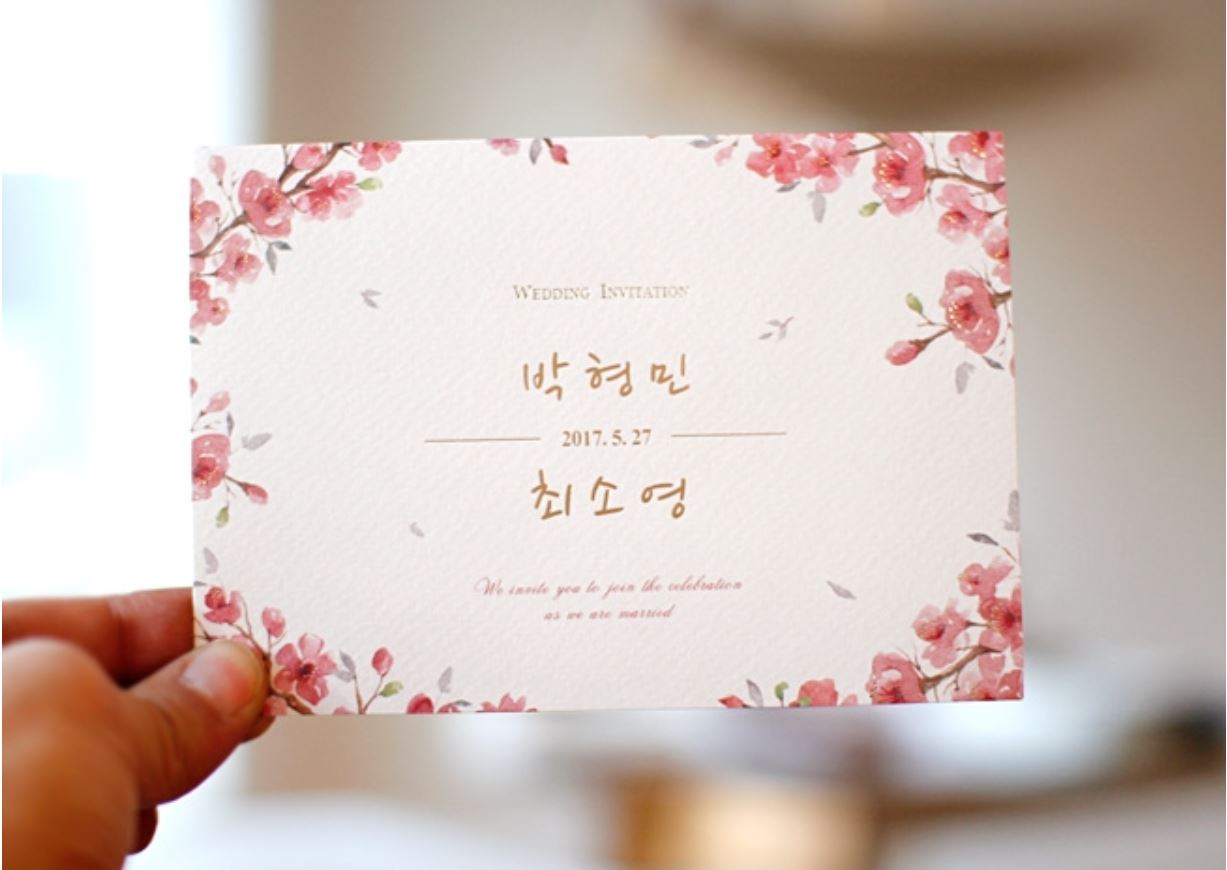 Wedding Invitation
박형민
2017. 5. 27
최소영
We invite you to join the celebration
as we are married